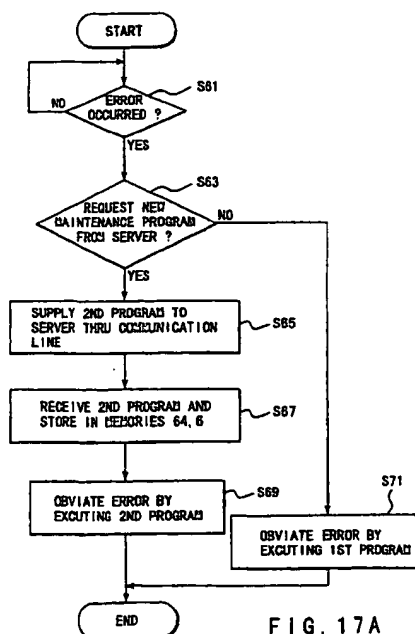 START
S61
ERROR
OCCURRED ?
NO
YES
S63
REQUEST NEW
MAINTENANCE PROGRAM
FROM SERVER ?
NO
YES
SUPPLY 2ND PROGRAM TO
SERVER THRU COMMUNICATION
LINE
S65
RECEIVE 2ND PROGRAM AND
STORE IN MEMORIES 64, 6
S67
OBVIATE ERROR BY
EXCUTING 2ND PROGRAM
S69
S71
OBVIATE ERROR BY
EXCUTING 1ST PROGRAM
END
FIG. 17A